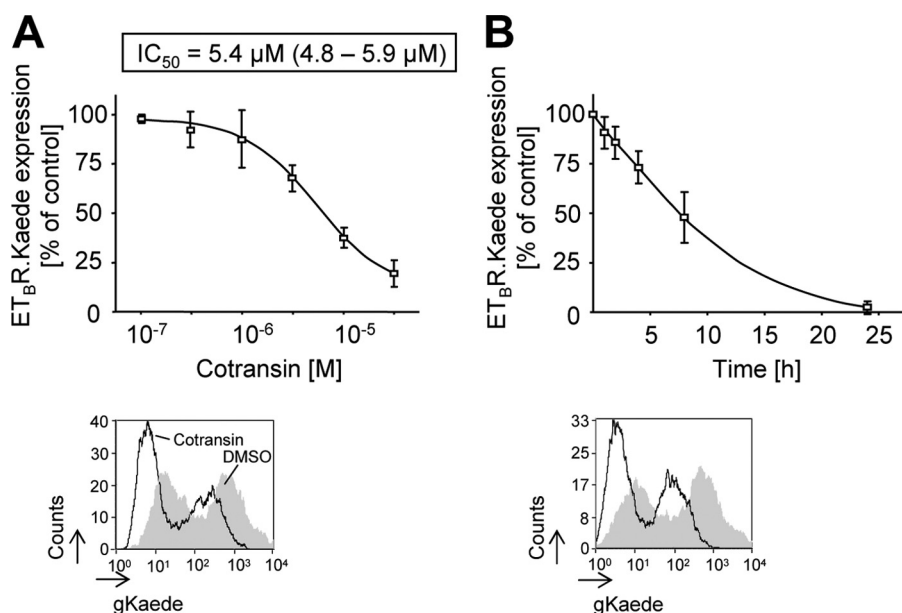 A
IC50 = 5.4 µM (4.8 – 5.9 µM)
ETBR.Kaede expression
[% of control]
100
75
50
25
0
10-7
10-6
10-5
Cotransin [M]
40
30
20
10
0
Counts
Cotransin
DMSO
10⁰ 10¹ 10² 10³ 10⁴
gKaede
B
ETBR.Kaede expression
[% of control]
100
75
50
25
0
5 10 15 20 25
Time [h]
33
25
17
8
0
Counts
10⁰ 10¹ 10² 10³ 10⁴
gKaede